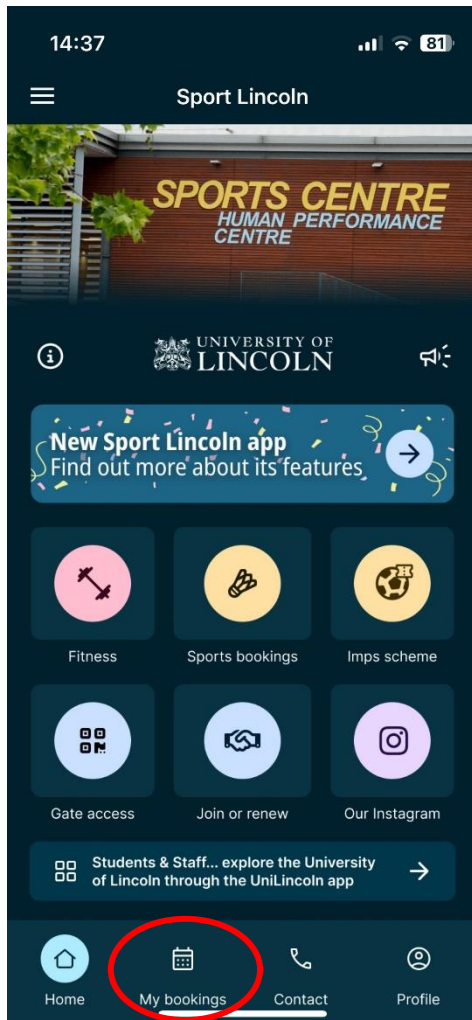 14:37
81
Sport Lincoln
SPORTS CENTRE
HUMAN PERFORMANCE
CENTRE
UNIVERSITY OF
LINCOLN
New Sport Lincoln app
Find out more about its features
Fitness
Sports bookings
Imps scheme
Gate access
Join or renew
Our Instagram
Students & Staff... explore the University
of Lincoln through the UniLincoln app
Home
My bookings
Contact
Profile